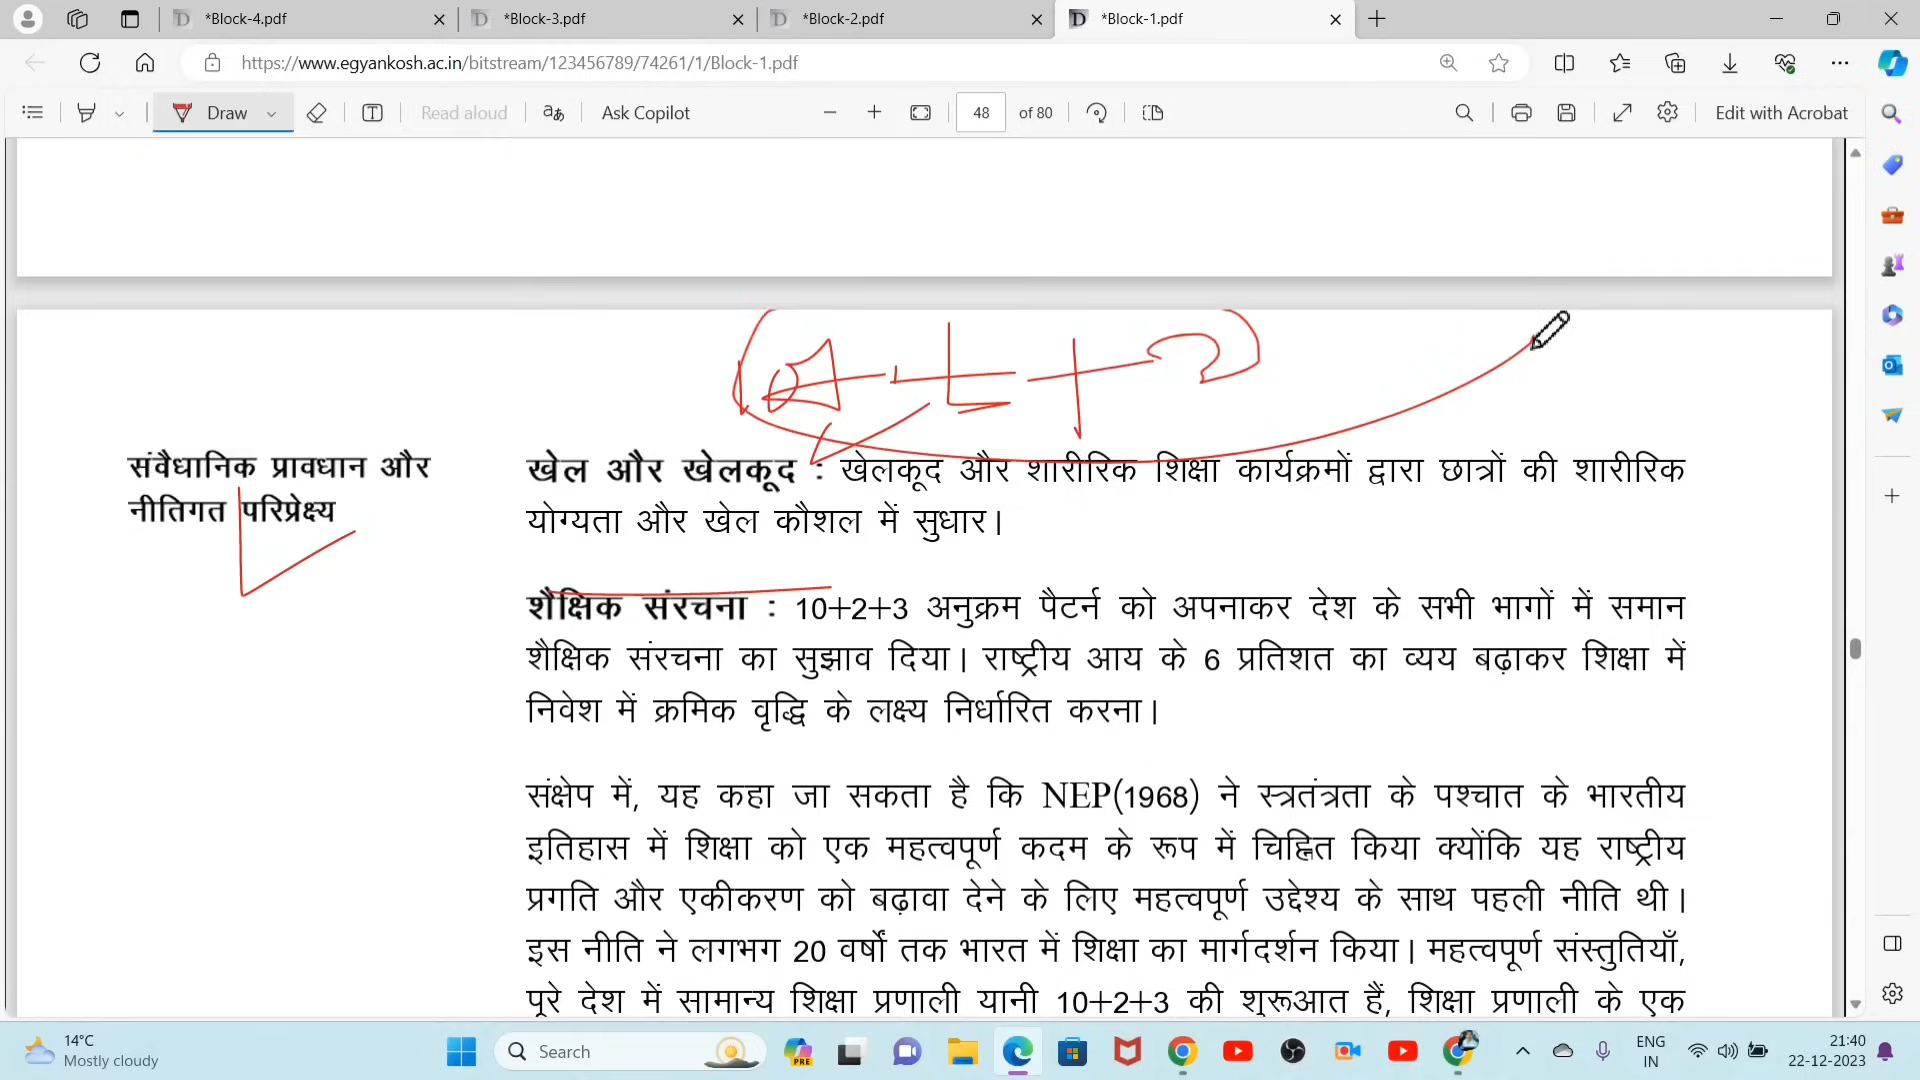 *Block-4.pdf
*Block-3.pdf
*Block-2.pdf
*Block-1.pdf
https://www.egyankosh.ac.in/bitstream/123456789/74261/1/Block-1.pdf
Draw
Read aloud
Ask Copilot
48 of 80
Edit with Acrobat
संवैधानिक प्रावधान और
नीतिगत परिप्रेक्ष्य
खेल और खेलकूद : खेलकूद और शारीरिक शिक्षा कार्यक्रमों द्वारा छात्रों की शारीरिक
योग्यता और खेल कौशल में सुधार।
शैक्षिक संरचना : 10+2+3 अनुक्रम पैटर्न को अपनाकर देश के सभी भागों में समान
शैक्षिक संरचना का सुझाव दिया। राष्ट्रीय आय के 6 प्रतिशत का व्यय बढ़ाकर शिक्षा में
निवेश में क्रमिक वृद्धि के लक्ष्य निर्धारित करना।
संक्षेप में, यह कहा जा सकता है कि NEP(1968) ने स्त्रतंत्रता के पश्चात के भारतीय
इतिहास में शिक्षा को एक महत्वपूर्ण कदम के रूप में चिह्नित किया क्योंकि यह राष्ट्रीय
प्रगति और एकीकरण को बढ़ावा देने के लिए महत्वपूर्ण उद्देश्य के साथ पहली नीति थी।
इस नीति ने लगभग 20 वर्षों तक भारत में शिक्षा का मार्गदर्शन किया। महत्वपूर्ण संस्तुतियाँ,
पूरे देश में सामान्य शिक्षा प्रणाली यानी 10+2+3 की शुरूआत हैं, शिक्षा प्रणाली के एक
14°C
Mostly cloudy
Search
PRE
ENG
IN
21:40
22-12-2023